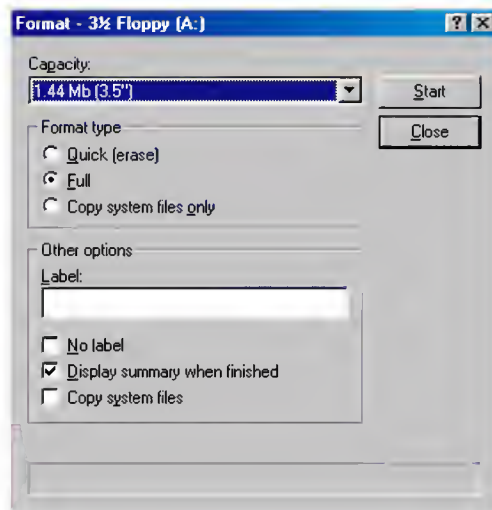 Format - 3½ Floppy (A:)
Capacity:
1.44 Mb (3.5")
Start
Close
Format type
Quick (erase)
Full
Copy system files only
Other options
Label:
No label
Display summary when finished
Copy system files